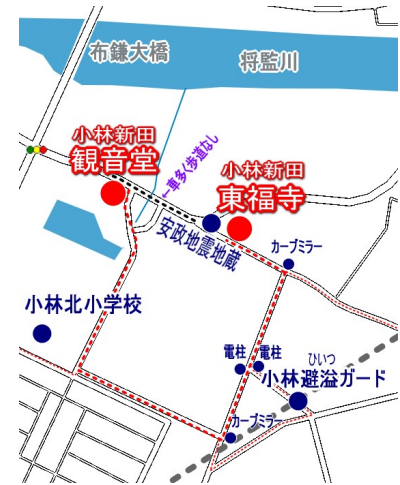 布鎌大橋
将監川
小林新田
観音堂
←車多く歩道なし
小林新田
東福寺
安政地震地蔵
カーブミラー
小林北小学校
電柱
電柱
ひいつ
小林避溢ガード
カーブミラー